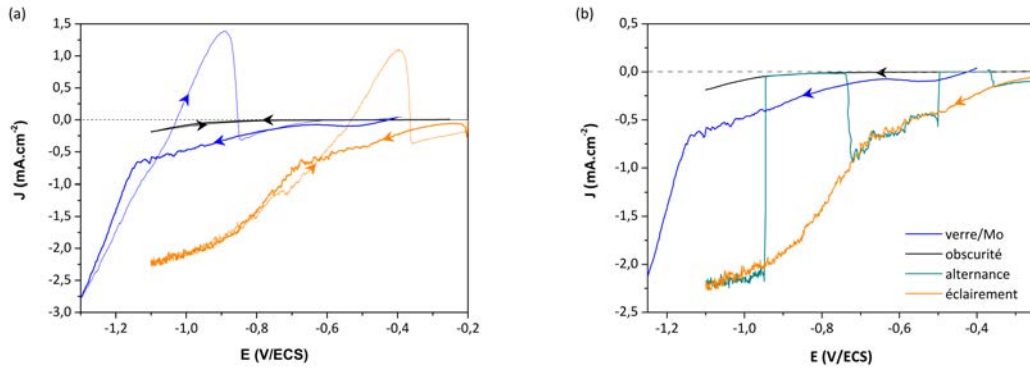 (a)
1,5
1,0
0,5
0,0
-0,5
-1,0
-1,5
-2,0
-2,5
-3,0
J (mA.cm-2)
-1,2 -1,0 -0,8 -0,6 -0,4 -0,2
E (V/ECS)
(b)
0,5
0,0
-0,5
-1,0
-1,5
-2,0
-2,5
J (mA.cm-2)
verre/Mo
obscurité
alternance
éclairement
-1,2 -1,0 -0,8 -0,6 -0,4
E (V/ECS)